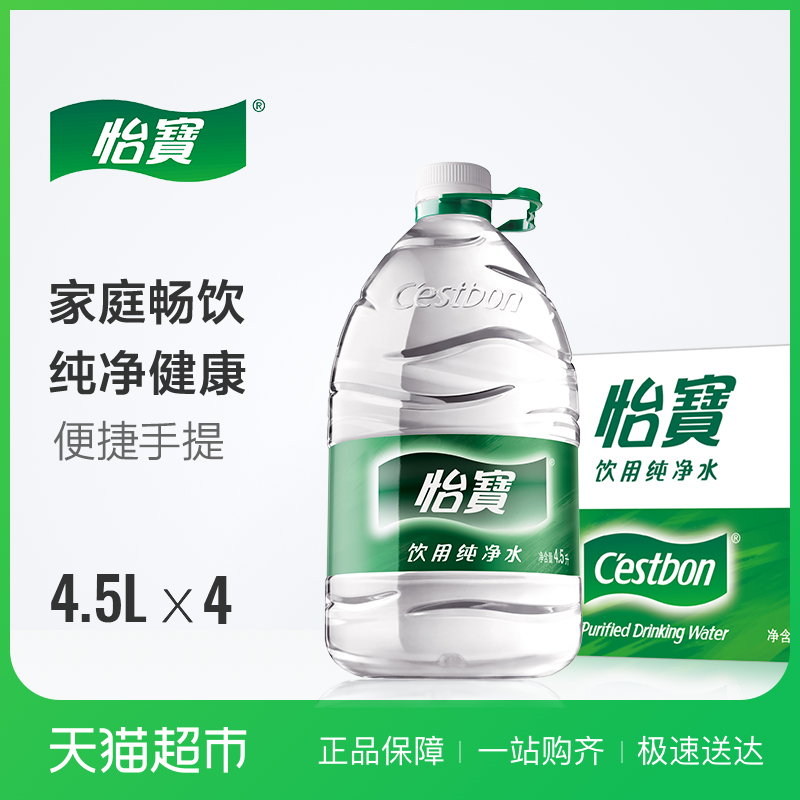 怡寶®
家庭畅饮
纯净健康
便捷手提
4.5L X 4
C'estbon
怡寶®
饮用纯净水 净含量4.5升
怡寶
饮用纯净水
C'estbon®
Purified Drinking Water 净含
天猫超市 正品保障 | 一站购齐 | 极速送达